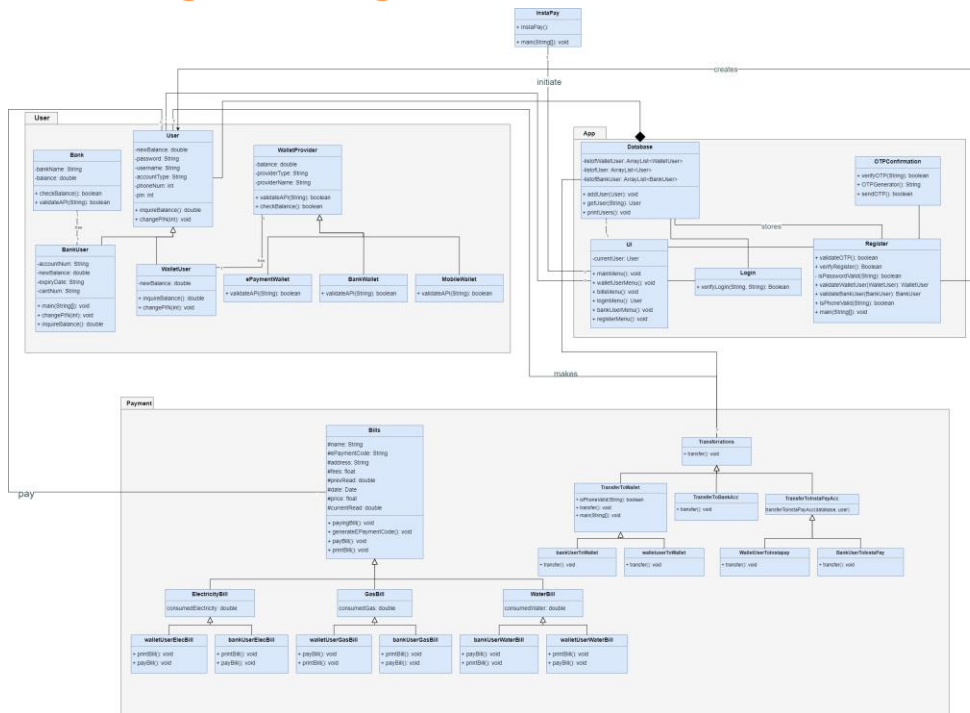 InstaPay
+ InstaPay()
+ main(String[]): void
creates
initiate
User
Bank
-bankName: String
-balance: double
+ checkBalance(): boolean
+ validateAPI(String): boolean
User
-newBalance: double
-password: String
-username: String
-accountType: String
-phoneNum: int
-pin: int
+ inquireBalance(): double
+ changePIN(int): void
WalletProvider
-balance: double
-providerType: String
-providerName: String
+ validateAPI(String): boolean
+ checkBalance(): boolean
BankUser
-accountNum: String
-newBalance: double
-expiryDate: String
-cardNum: String
+ main(String[]): void
+ changePIN(int): void
+ inquireBalance(): double
WalletUser
-newBalance: double
+ inquireBalance(): double
+ changePIN(int): void
ePaymentWallet
+ validateAPI(String): boolean
BankWallet
+ validateAPI(String): boolean
MobileWallet
+ validateAPI(String): boolean
App
Database
-listofWalletUser: ArrayList<WalletUser>
-listofUser: ArrayList<User>
-listofBankUser: ArrayList<BankUser>
+ addUser(User): void
+ getUser(String): User
+ printUsers(): void
OTPConfirmation
+ verifyOTP(String): boolean
+ OTPGenerator(): String
+ sendOTP(): boolean
stores
UI
-currentUser: User
+ mainMenu(): void
+ walletUserMenu(): void
+ billsMenu(): void
+ loginMenu(): User
+ bankUserMenu(): void
+ registerMenu(): void
Login
+ verifyLogin(String, String): Boolean
Register
+ validateOTP(): boolean
+ verifyRegister(): Boolean
- isPasswordValid(String): boolean
+ validateWalletUser(WalletUser): WalletUser
+ validateBankUser(BankUser): BankUser
+ isPhoneValid(String): boolean
+ main(String[]): void
makes
pay
Payment
Bills
#name: String
#ePaymentCode: String
#address: String
#fees: float
#prevRead: double
#date: Date
#price: float
#currentRead: double
+ payingBill(): void
+ generateEPaymentCode(): void
+ payBill(): void
+ printBill(): void
+ transfer(): void
TransferToWallet
+ isPhoneValid(String): boolean
+ transfer(): void
+ main(String[]): void
TransferToBankAcc
+ transfer(): void
TransferToInstaPayAcc
transferToInstaPayAcc(database, user)
bankUserToWallet
+ transfer(): void
walletUserToWallet
+ transfer(): void
WalletUserToInstapay
+ transfer(): void
BankUserToInstaPay
+ transfer(): void
ElectricityBill
consumedElectricity: double
GasBill
consumedGas: double
WaterBill
consumedWater: double
walletUserElecBill
+ printBill(): void
+ payBill(): void
bankUserElecBill
+ printBill(): void
+ payBill(): void
walletUserGasBill
+ payBill(): void
+ printBill(): void
bankUserGasBill
+ printBill(): void
+ payBill(): void
bankUserWaterBill
+ payBill(): void
+ printBill(): void
walletUserWaterBill
+ printBill(): void
+ payBill(): void